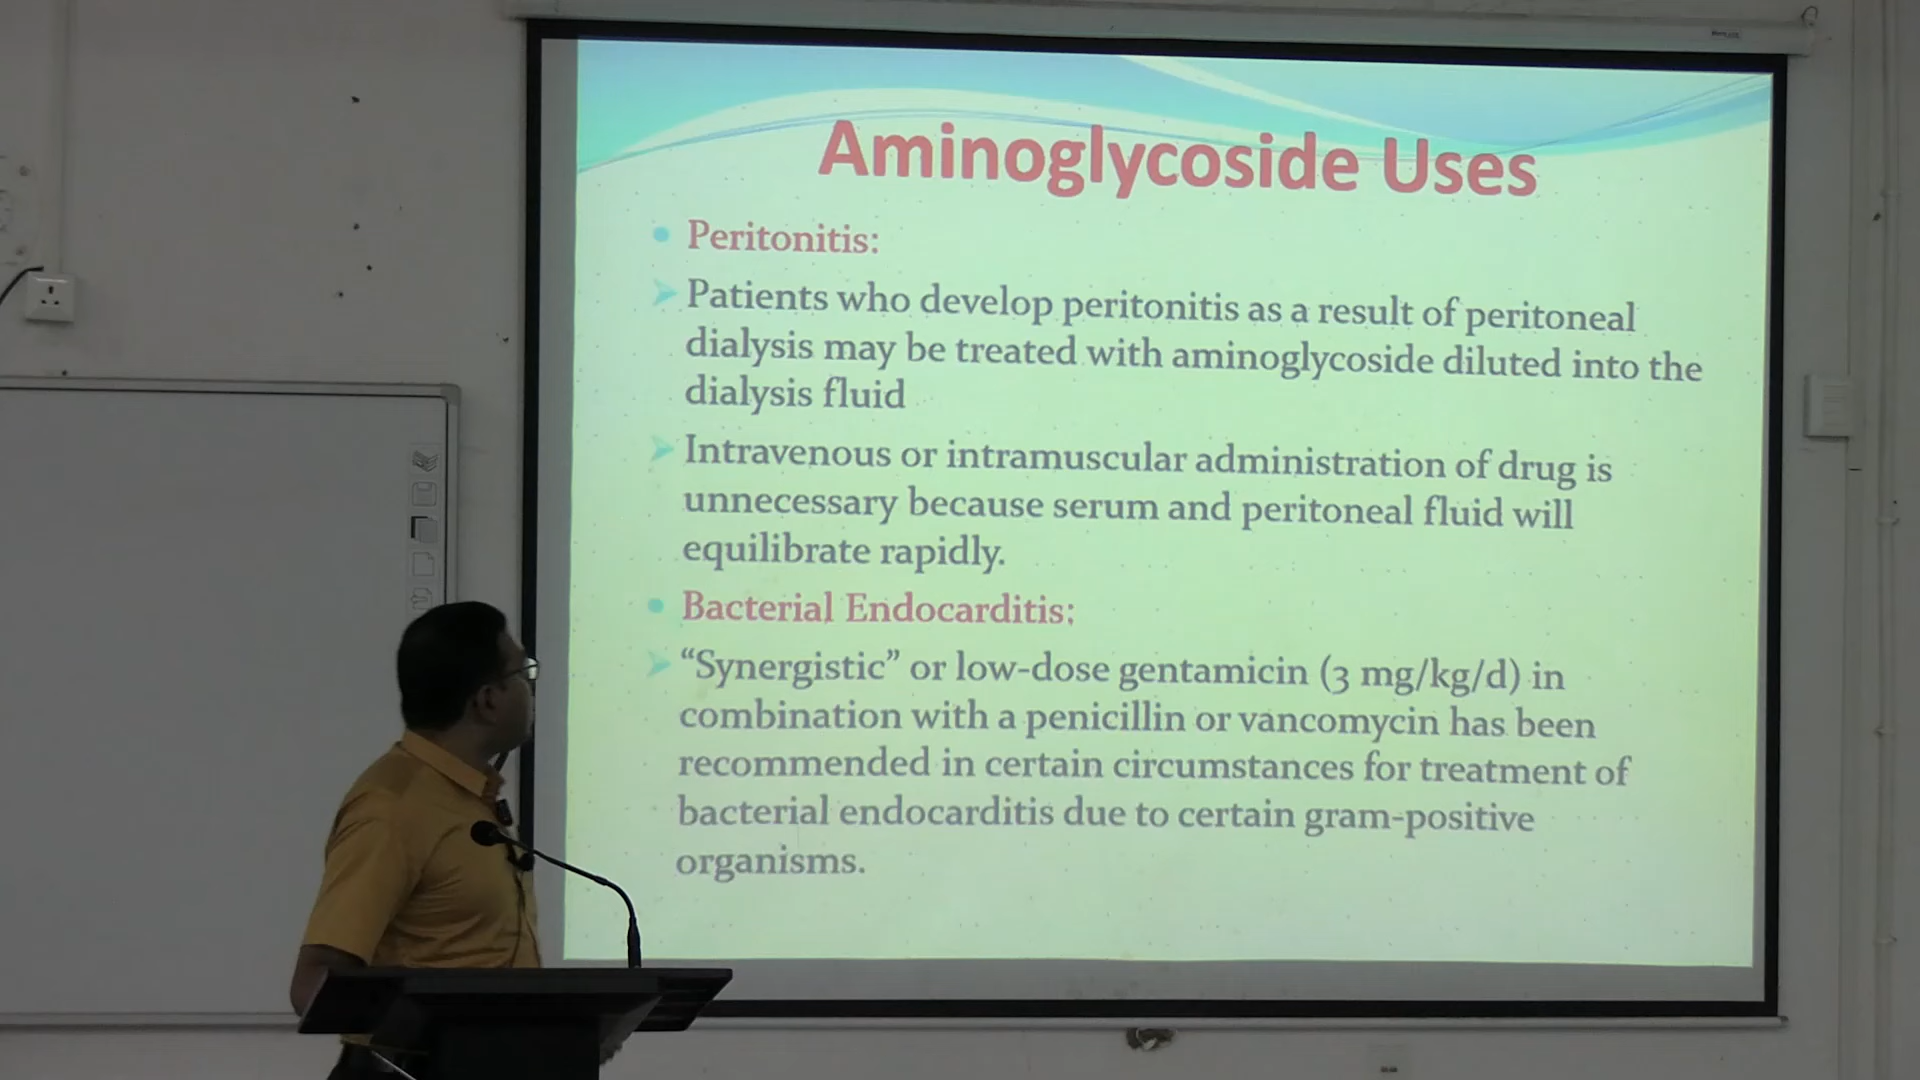 Aminoglycoside Uses
• Peritonitis:
➤ Patients who develop peritonitis as a result of peritoneal
dialysis may be treated with aminoglycoside diluted into the
dialysis fluid
➤ Intravenous or intramuscular administration of drug is
unnecessary because serum and peritoneal fluid will
equilibrate rapidly.
• Bacterial Endocarditis:
➤ “Synergistic” or low-dose gentamicin (3 mg/kg/d) in
combination with a penicillin or vancomycin has been
recommended in certain circumstances for treatment of
bacterial endocarditis due to certain gram-positive
organisms.